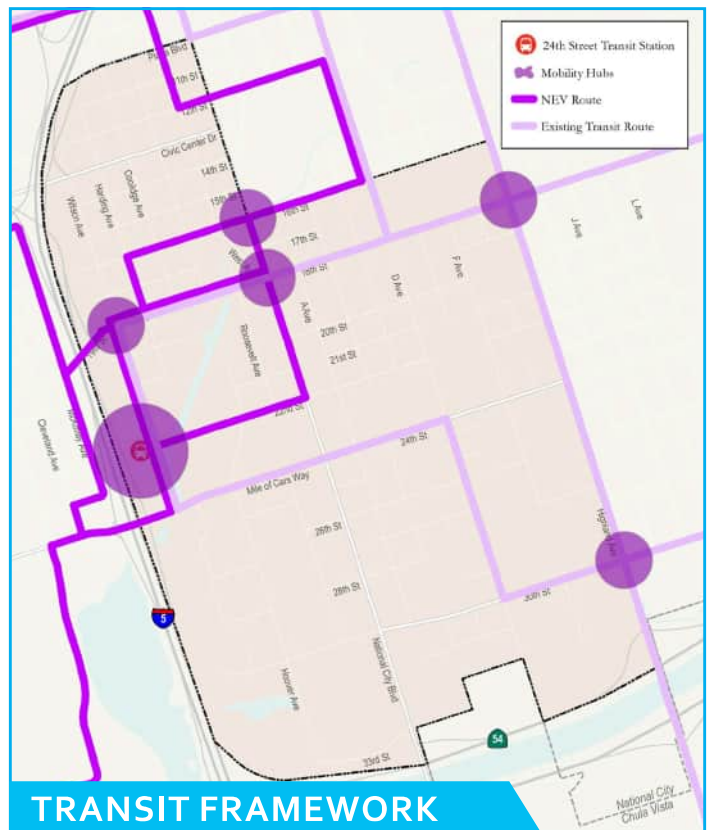 24th Street Transit Station
Mobility Hubs
NEV Route
Existing Transit Route
Plaza Blvd
11th St
12th St
Civic Center Dr
14th St
15th St
16th St
17th St
18th St
Wilson Ave
Harding Ave
Coolidge Ave
L Ave
J Ave
F Ave
D Ave
A Ave
20th St
21st St
Roosevelt Ave
22nd St
24th St
Cleveland Ave
McKinley Ave
Mile of Cars Way
26th St
28th St
Highland Ave
30th St
5
National City Blvd
Hoover Ave
54
33rd St
National City
Chula Vista
TRANSIT FRAMEWORK